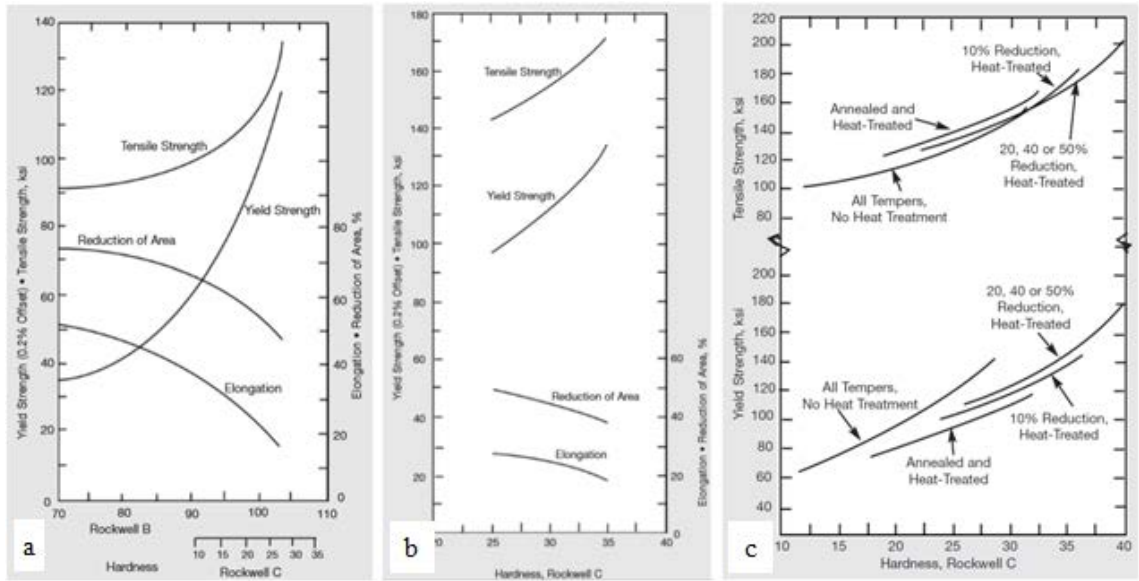 140
120
100
80
60
40
20
0
Yield Strength (0.2% Offset) • Tensile Strength, ksi
Tensile Strength
Yield Strength
Reduction of Area
Elongation
80
60
40
20
0
Elongation • Reduction of Area, %
70 80 90 100 110
Rockwell B
10 15 20 25 30 35
Hardness
Rockwell C
a
180
160
140
120
100
80
60
40
20
Yield Strength (0.2% Offset) • Tensile Strength, ksi
Tensile Strength
Yield Strength
Reduction of Area
Elongation
60
40
20
0
Elongation • Reduction of Area, %
20 25 30 35 40
Hardness, Rockwell C
b
220
200
180
160
140
120
100
80
Tensile Strength, ksi
10% Reduction,
Heat-Treated
Annealed and
Heat-Treated
20, 40 or 50%
Reduction,
Heat-Treated
All Tempers,
No Heat Treatment
200
180
160
140
120
100
80
60
40
Yield Strength, ksi
20, 40 or 50%
Reduction,
Heat-Treated
All Tempers,
No Heat Treatment
10% Reduction,
Heat-Treated
Annealed and
Heat-Treated
10 15 20 25 30 35 40
Hardness, Rockwell C
c